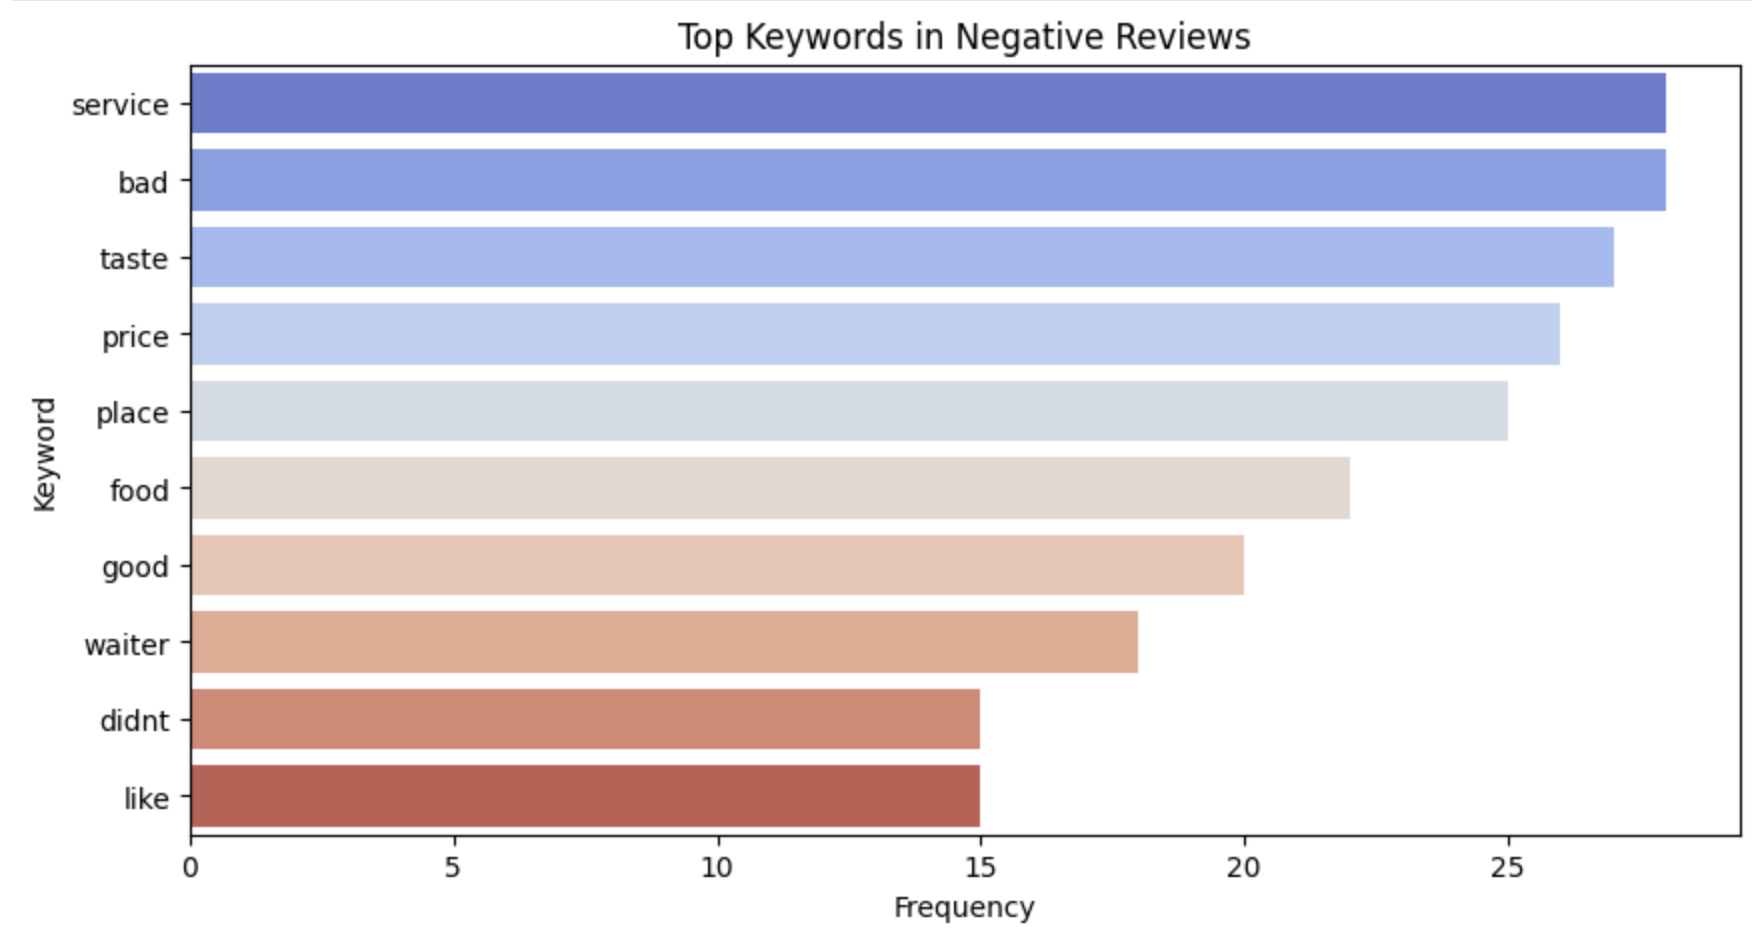 Top Keywords in Negative Reviews
service
bad
taste
price
place
food
good
waiter
didnt
like
Keyword
0 5 10 15 20 25
Frequency